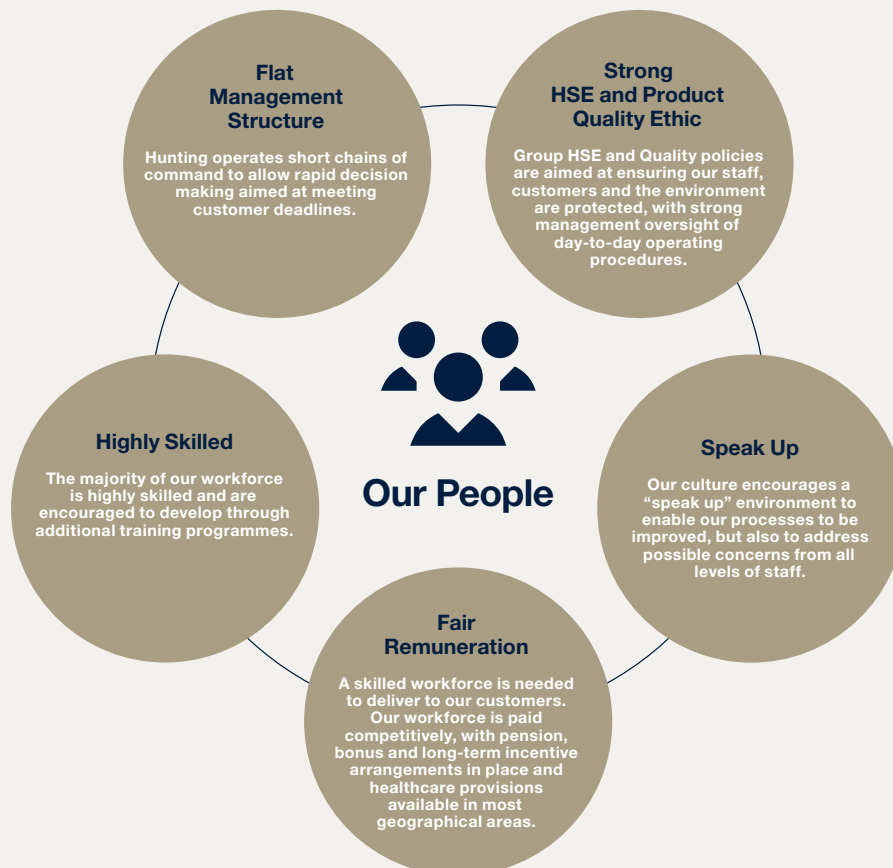 Flat
Management
Structure
Hunting operates short chains of
command to allow rapid decision
making aimed at meeting
customer deadlines.
Strong
HSE and Product
Quality Ethic
Group HSE and Quality policies
are aimed at ensuring our staff,
customers and the environment
are protected, with strong
management oversight of
day-to-day operating
procedures.
Highly Skilled
The majority of our workforce
is highly skilled and are
encouraged to develop through
additional training programmes.
Our People
Speak Up
Our culture encourages a
“speak up” environment to
enable our processes to be
improved, but also to address
possible concerns from all
levels of staff.
Fair
Remuneration
A skilled workforce is needed
to deliver to our customers.
Our workforce is paid
competitively, with pension,
bonus and long-term incentive
arrangements in place and
healthcare provisions
available in most
geographical areas.